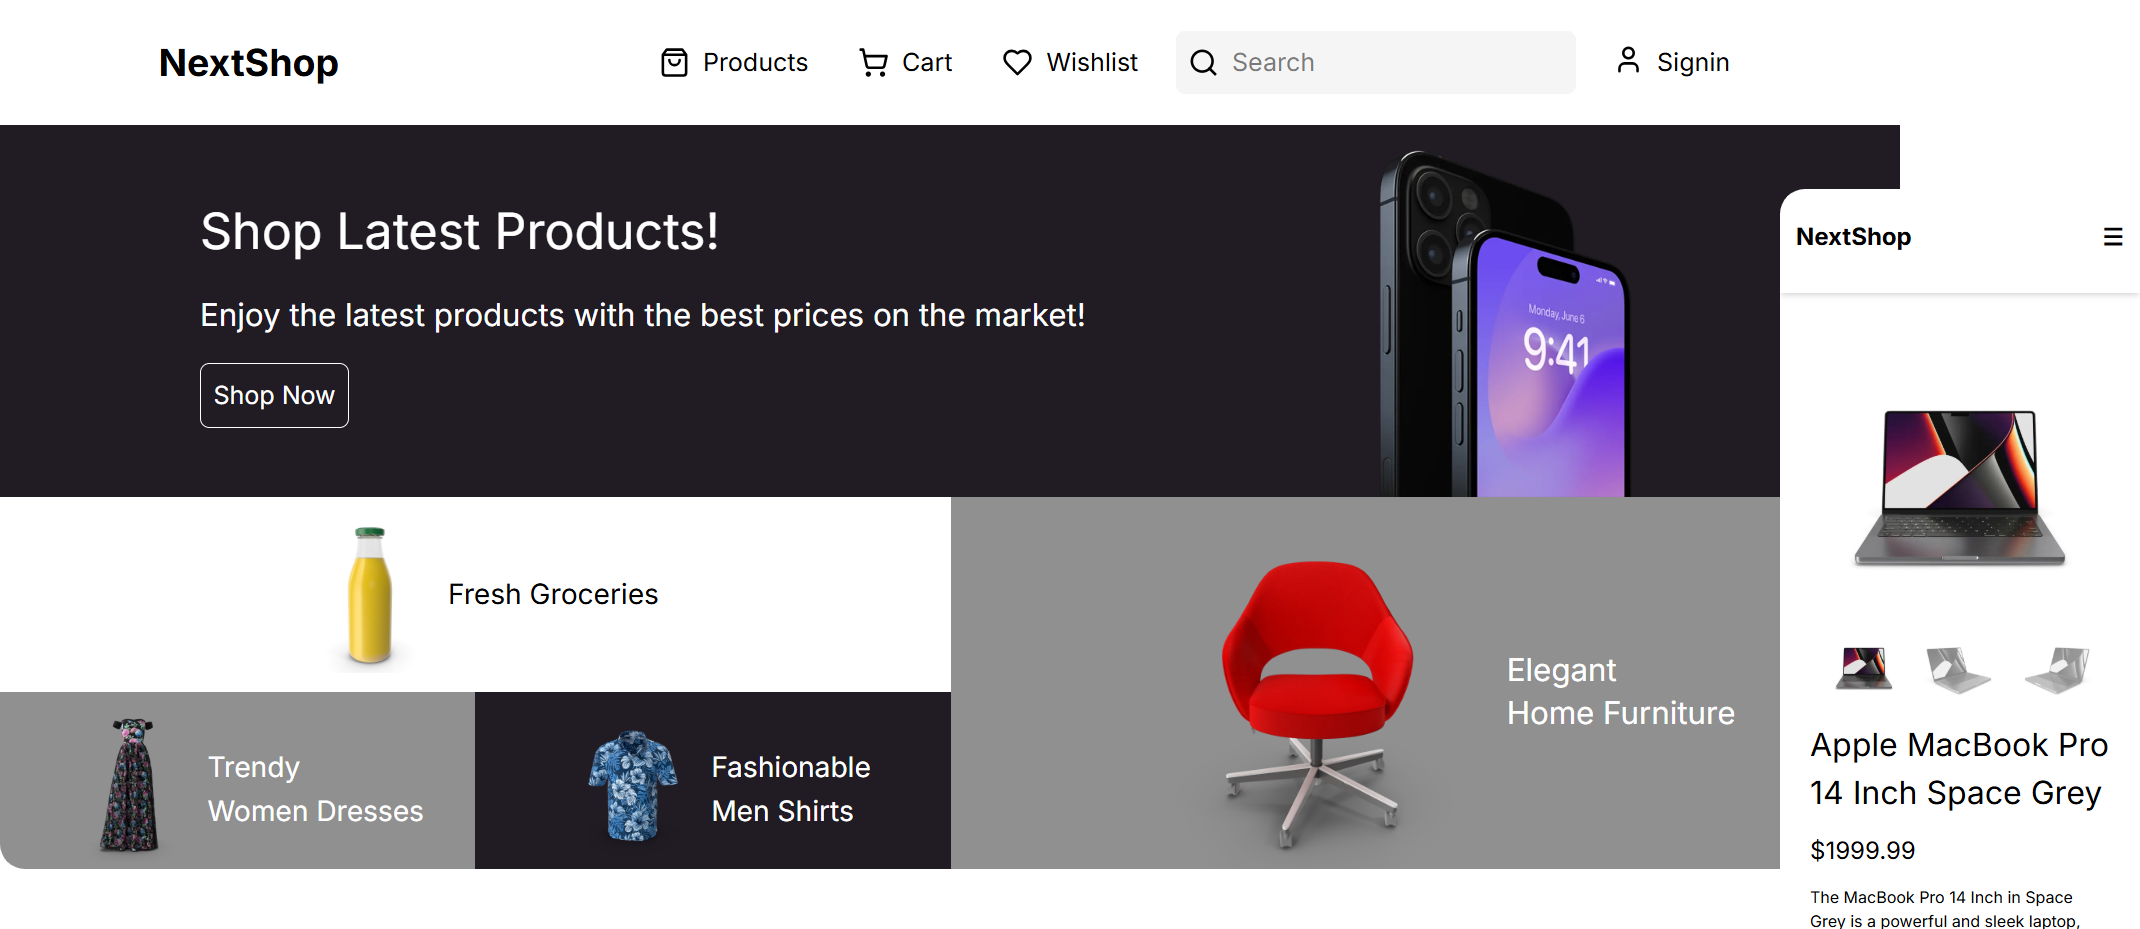 NextShop
Products
Cart
Wishlist
Search
Signin
Shop Latest Products!
Enjoy the latest products with the best prices on the market!
Shop Now
Monday, June 6
9:41
Fresh Groceries
Trendy
Women Dresses
Fashionable
Men Shirts
Elegant
Home Furniture
NextShop
Apple MacBook Pro
14 Inch Space Grey
$1999.99
The MacBook Pro 14 Inch in Space
Grey is a powerful and sleek laptop,